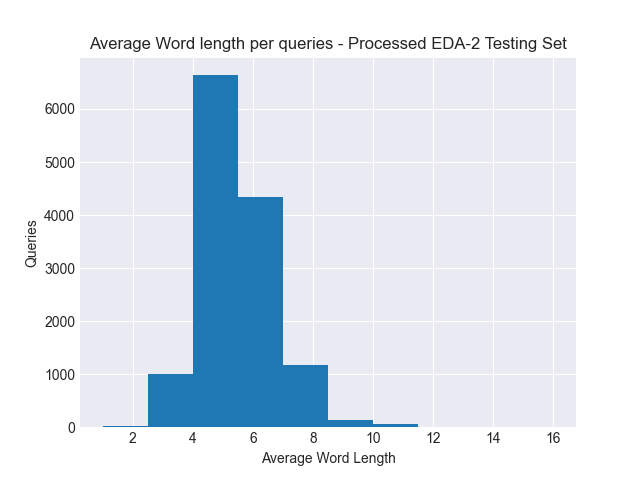 Average Word length per queries - Processed EDA-2 Testing Set
6000
5000
4000
3000
2000
1000
0
Queries
2 4 6 8 10 12 14 16
Average Word Length